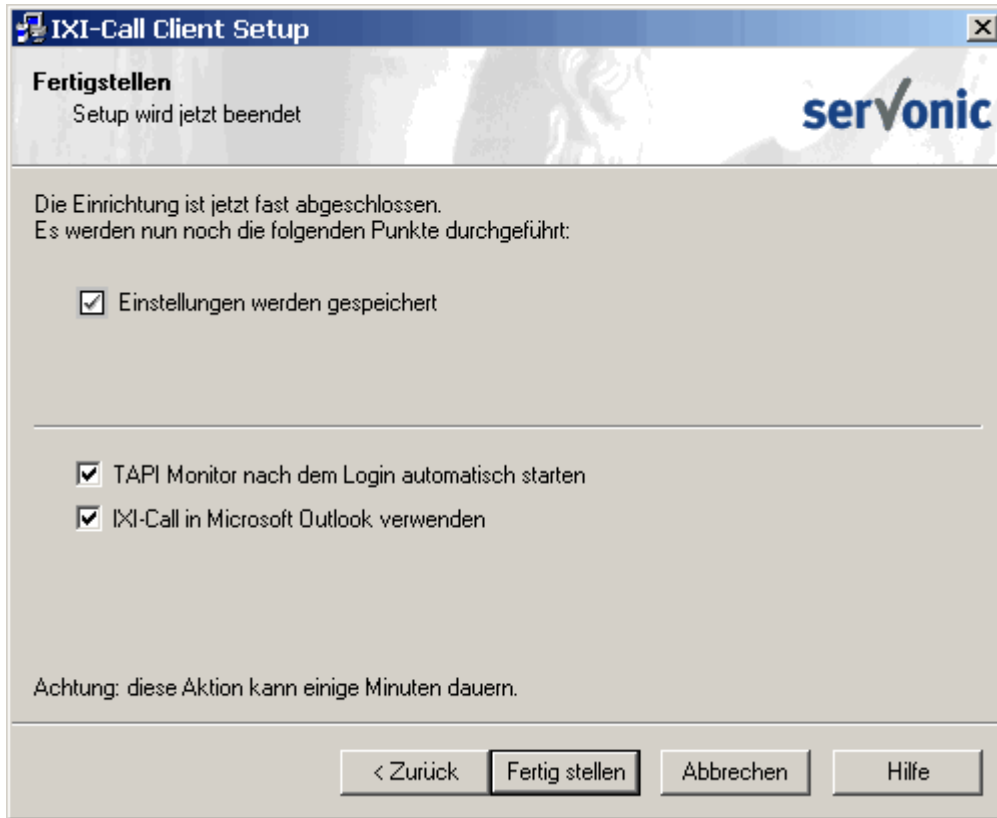 IXI-Call Client Setup
Fertigstellen
Setup wird jetzt beendet
servonic
Die Einrichtung ist jetzt fast abgeschlossen.
Es werden nun noch die folgenden Punkte durchgeführt:
Einstellungen werden gespeichert
TAPI Monitor nach dem Login automatisch starten
IXI-Call in Microsoft Outlook verwenden
Achtung: diese Aktion kann einige Minuten dauern.
< Zurück Fertig stellen Abbrechen Hilfe